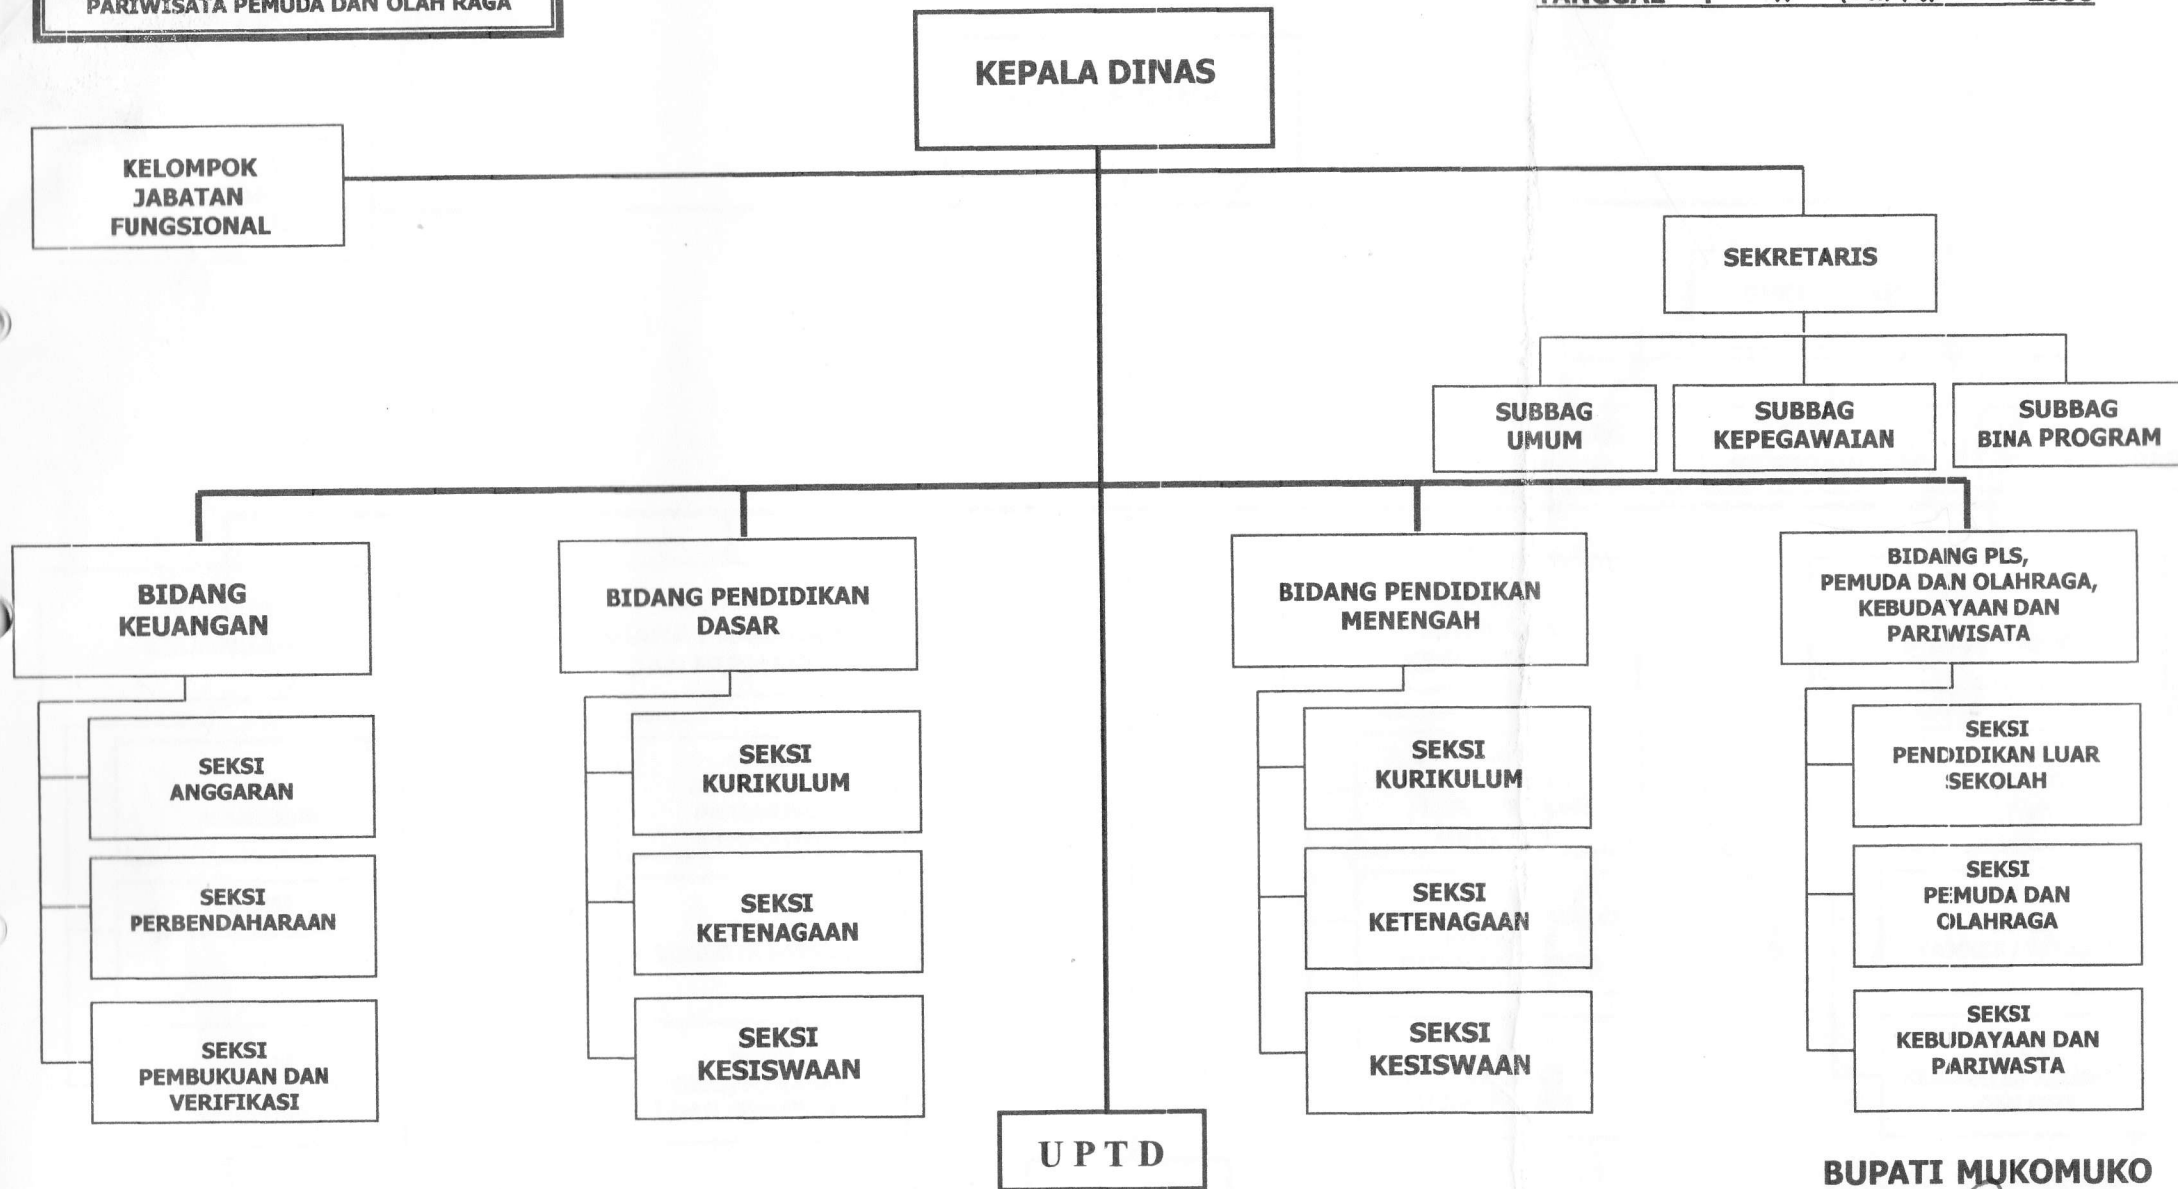 PARIWISATA PEMUDA DAN OLAH RAGA
TANGGAL
KEPALA DINAS
KELOMPOK
JABATAN
FUNGSIONAL
SEKRETARIS
SUBBAG
UMUM
SUBBAG
KEPEGAWAIAN
SUBBAG
BINA PROGRAM
BIDANG
KEUANGAN
BIDANG PENDIDIKAN
DASAR
BIDANG PENDIDIKAN
MENENGAH
BIDANG PLS,
PEMUDA DAN OLAHRAGA,
KEBUDAYAAN DAN
PARIWISATA
SEKSI
ANGGARAN
SEKSI
PERBENDAHARAAN
SEKSI
PEMBUKUAN DAN
VERIFIKASI
SEKSI
KURIKULUM
SEKSI
KETENAGAAN
SEKSI
KESISWAAN
SEKSI
KURIKULUM
SEKSI
KETENAGAAN
SEKSI
KESISWAAN
SEKSI
PENDIDIKAN LUAR
SEKOLAH
SEKSI
PEMUDA DAN
OLAHRAGA
SEKSI
KEBUDAYAAN DAN
PARIWASTA
U P T D
BUPATI MUKOMUKO